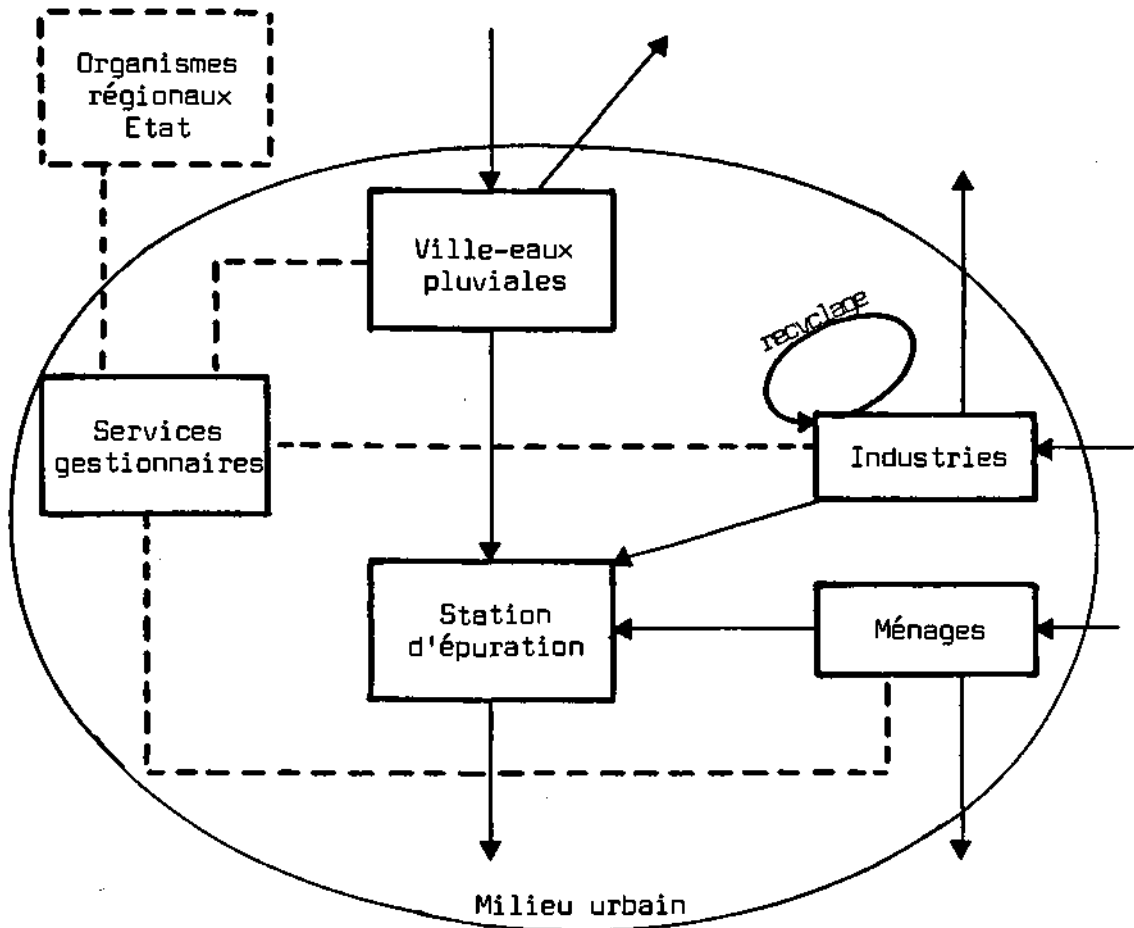 Organismes
régionaux
Etat
Ville-eaux
pluviales
recyclage
Services
gestionnaires
Industries
Station
d'épuration
Ménages
Milieu urbain